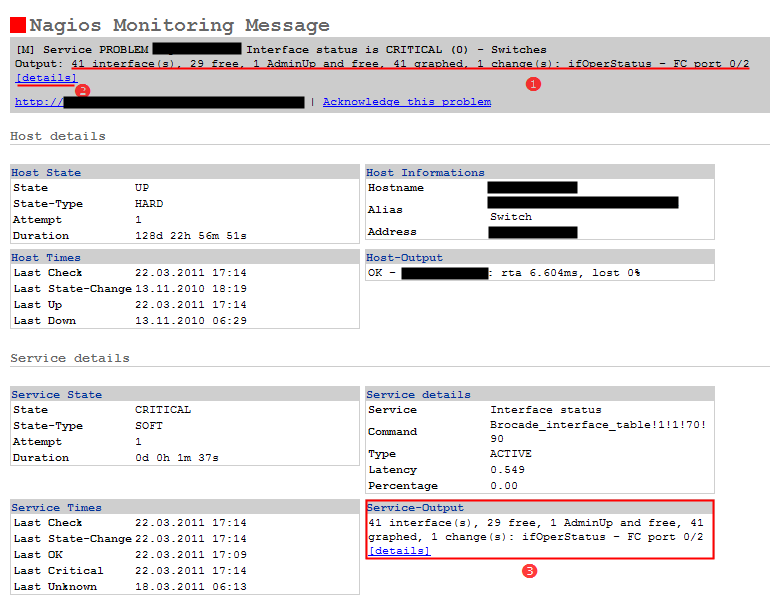 Nagios Monitoring Message
[M] Service PROBLEM Interface status is CRITICAL (0) - Switches
Output: 41 interface(s), 29 free, 1 AdminUp and free, 41 graphed, 1 change(s): ifOperStatus - FC port 0/2
[details]
2
1
http:// | Acknowledge this problem
Host details
Host State
State UP
State-Type HARD
Attempt 1
Duration 128d 22h 56m 51s
Host Informations
Hostname
Alias
Switch
Address
Host Times
Last Check 22.03.2011 17:14
Last State-Change 13.11.2010 18:19
Last Up 22.03.2011 17:14
Last Down 13.11.2010 06:29
Host-Output
OK - : rta 6.604ms, lost 0%
Service details
Service State
State CRITICAL
State-Type SOFT
Attempt 1
Duration 0d 0h 1m 37s
Service details
Service Interface status
Command Brocade_interface_table!1!1!70!
90
Type ACTIVE
Latency 0.549
Percentage 0.00
Service Times
Last Check 22.03.2011 17:14
Last State-Change 22.03.2011 17:14
Last OK 22.03.2011 17:09
Last Critical 22.03.2011 17:14
Last Unknown 18.03.2011 06:13
Service-Output
41 interface(s), 29 free, 1 AdminUp and free, 41
graphed, 1 change(s): ifOperStatus - FC port 0/2
[details]
3